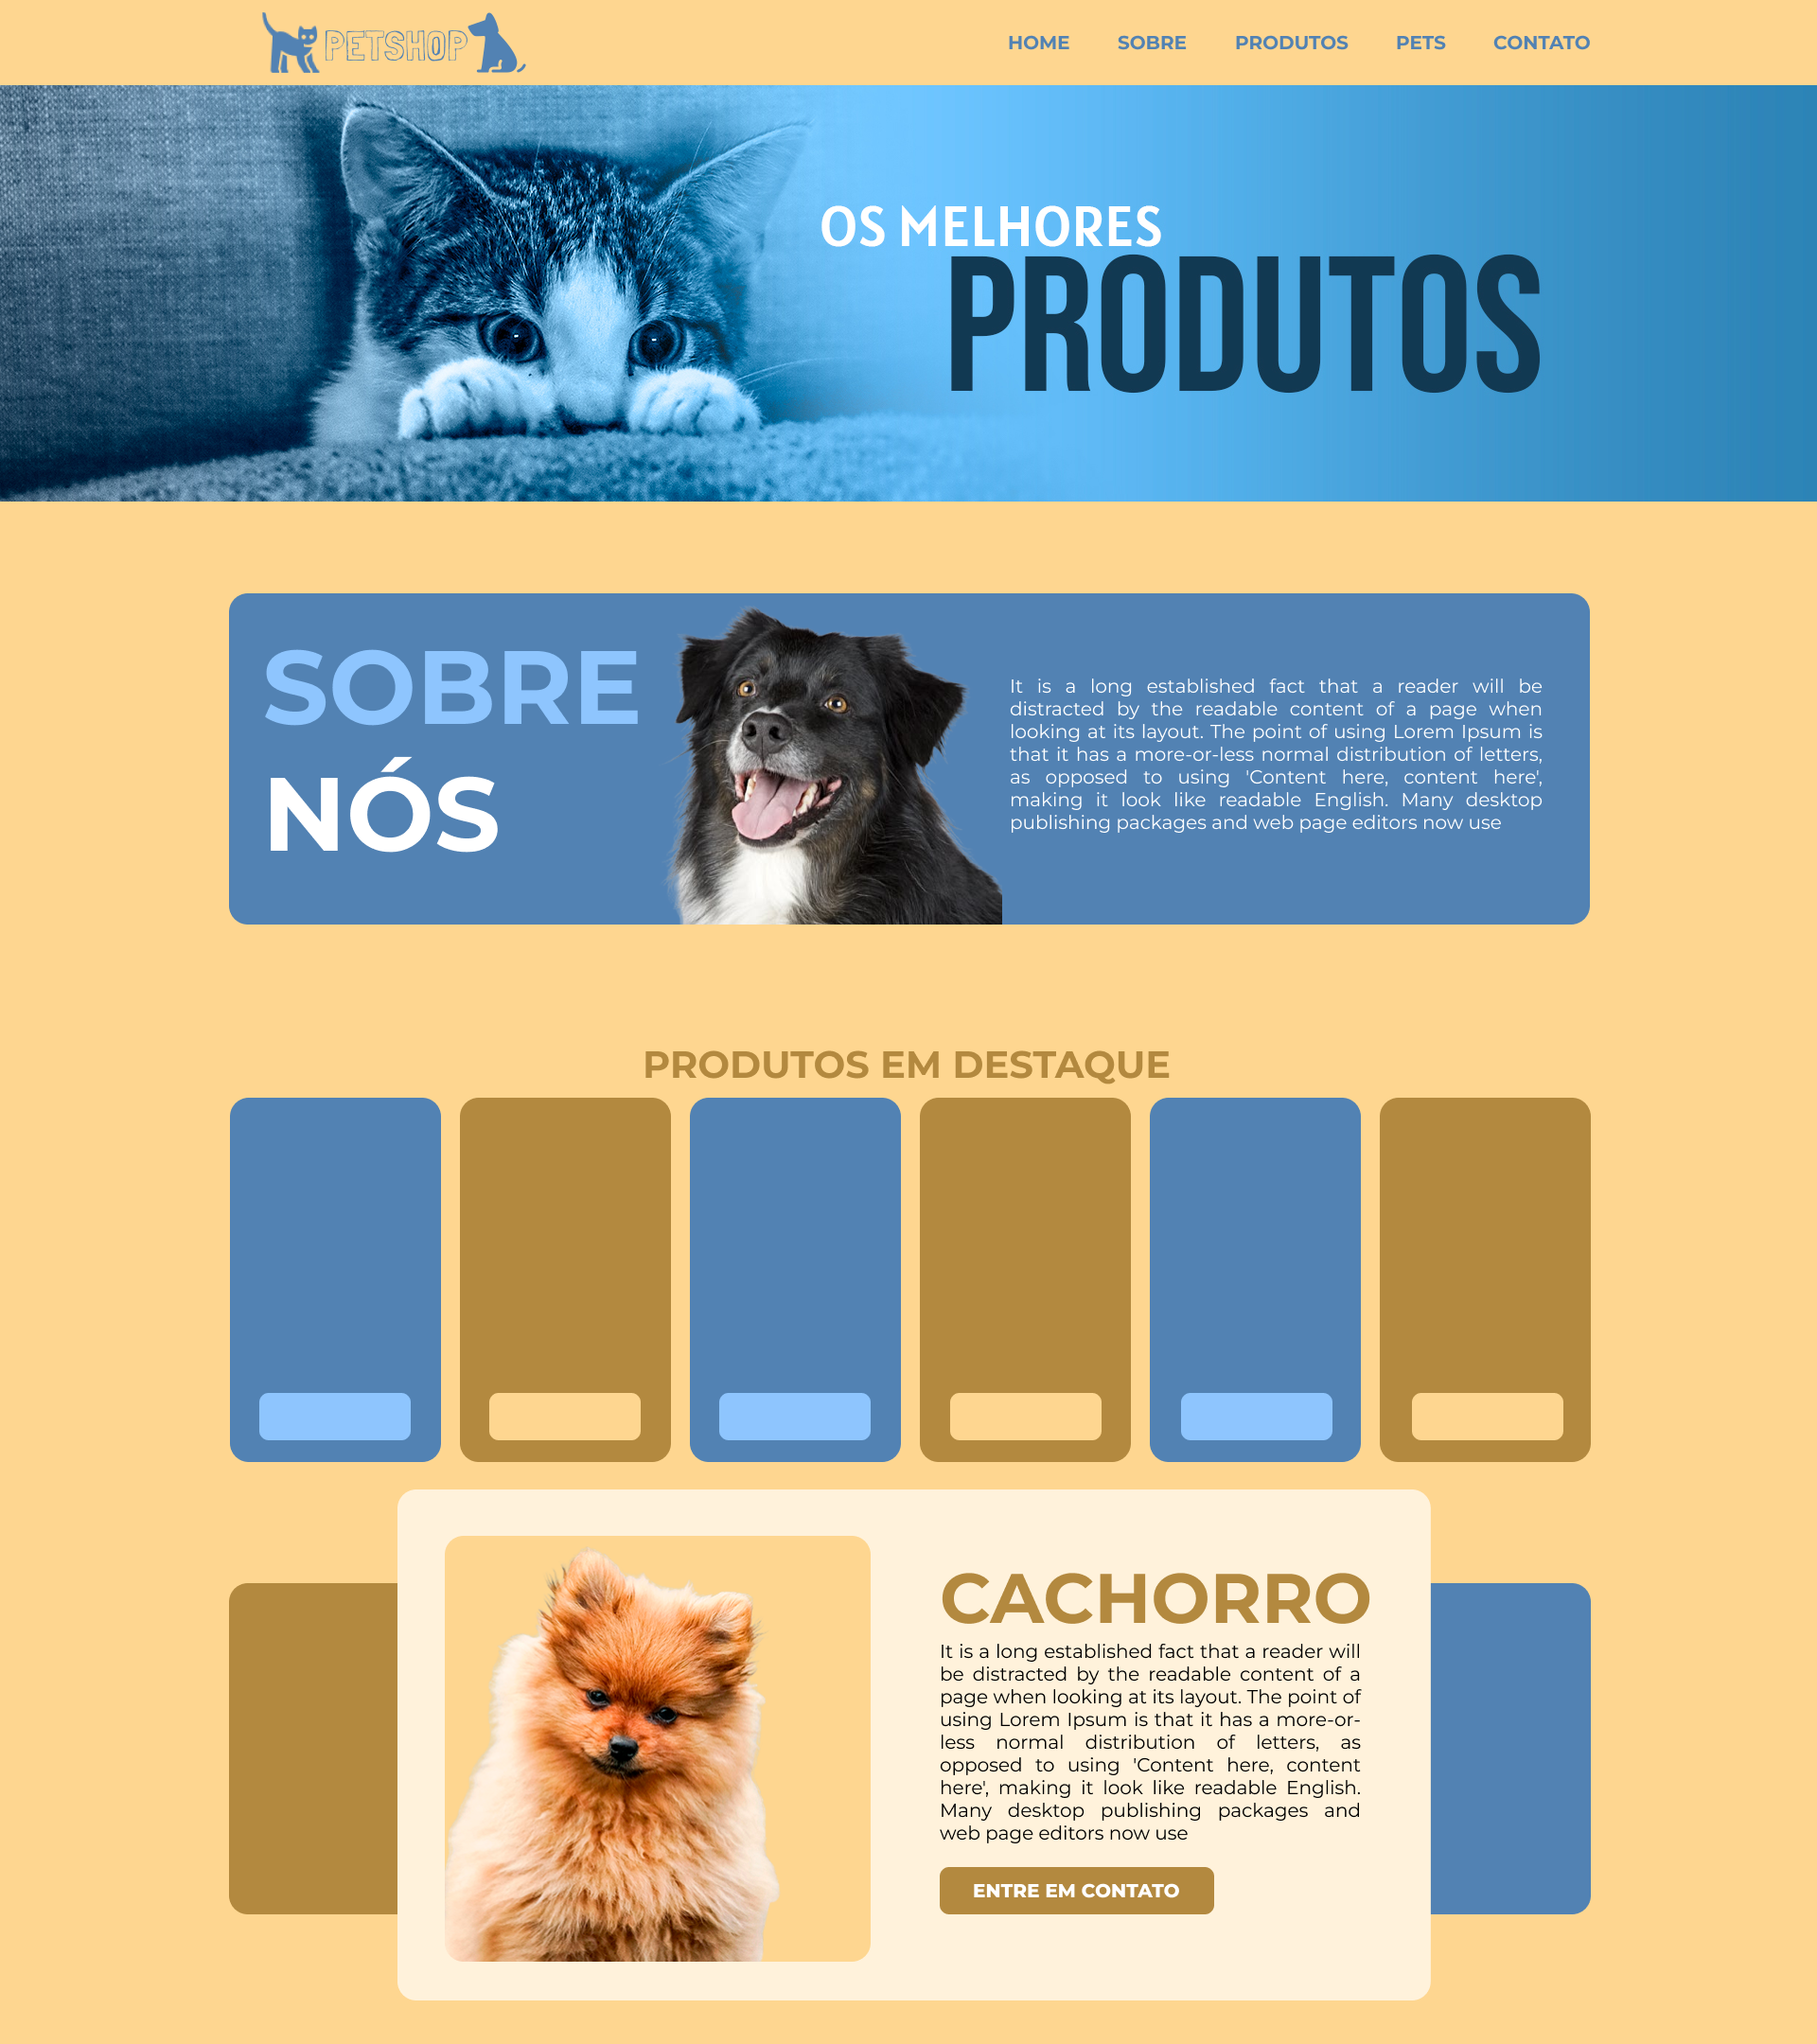 PETSHOP
HOME SOBRE PRODUTOS PETS CONTATO
OS MELHORES
PRODUTOS
SOBRE
NÓS
It is a long established fact that a reader will be
distracted by the readable content of a page when
looking at its layout. The point of using Lorem Ipsum is
that it has a more-or-less normal distribution of letters,
as opposed to using 'Content here, content here',
making it look like readable English. Many desktop
publishing packages and web page editors now use
PRODUTOS EM DESTAQUE
CACHORRO
It is a long established fact that a reader will
be distracted by the readable content of a
page when looking at its layout. The point of
using Lorem Ipsum is that it has a more-or-
less normal distribution of letters, as
opposed to using 'Content here, content
here', making it look like readable English.
Many desktop publishing packages and
web page editors now use
ENTRE EM CONTATO